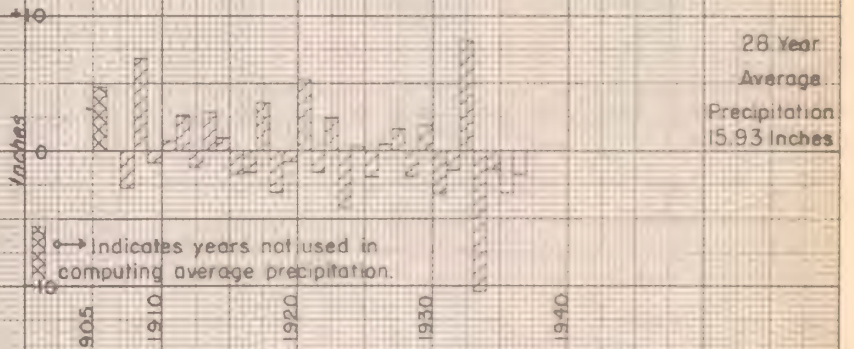 +10
28 Year
Average
Precipitation
15.93 Inches
Inches
0
Indicates years not used in
computing average precipitation.
-10
1905
1910
1920
1930
1940